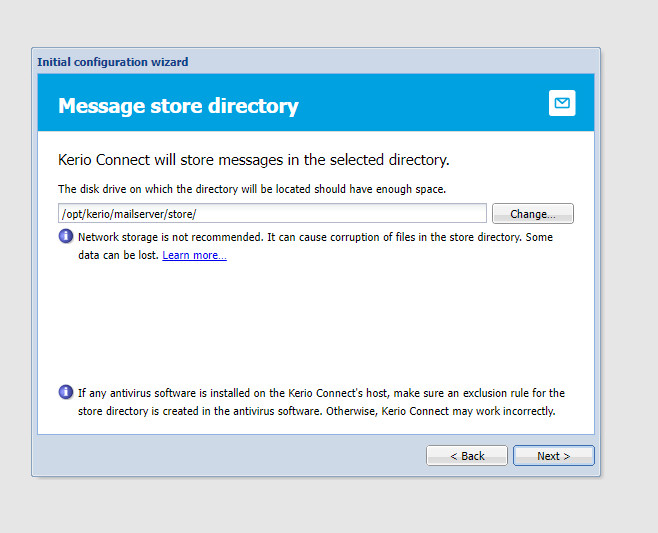 Initial configuration wizard
Message store directory
Kerio Connect will store messages in the selected directory.
The disk drive on which the directory will be located should have enough space.
/opt/kerio/mailserver/store/
Change...
Network storage is not recommended. It can cause corruption of files in the store directory. Some
data can be lost. Learn more...
If any antivirus software is installed on the Kerio Connect's host, make sure an exclusion rule for the
store directory is created in the antivirus software. Otherwise, Kerio Connect may work incorrectly.
< Back
Next >